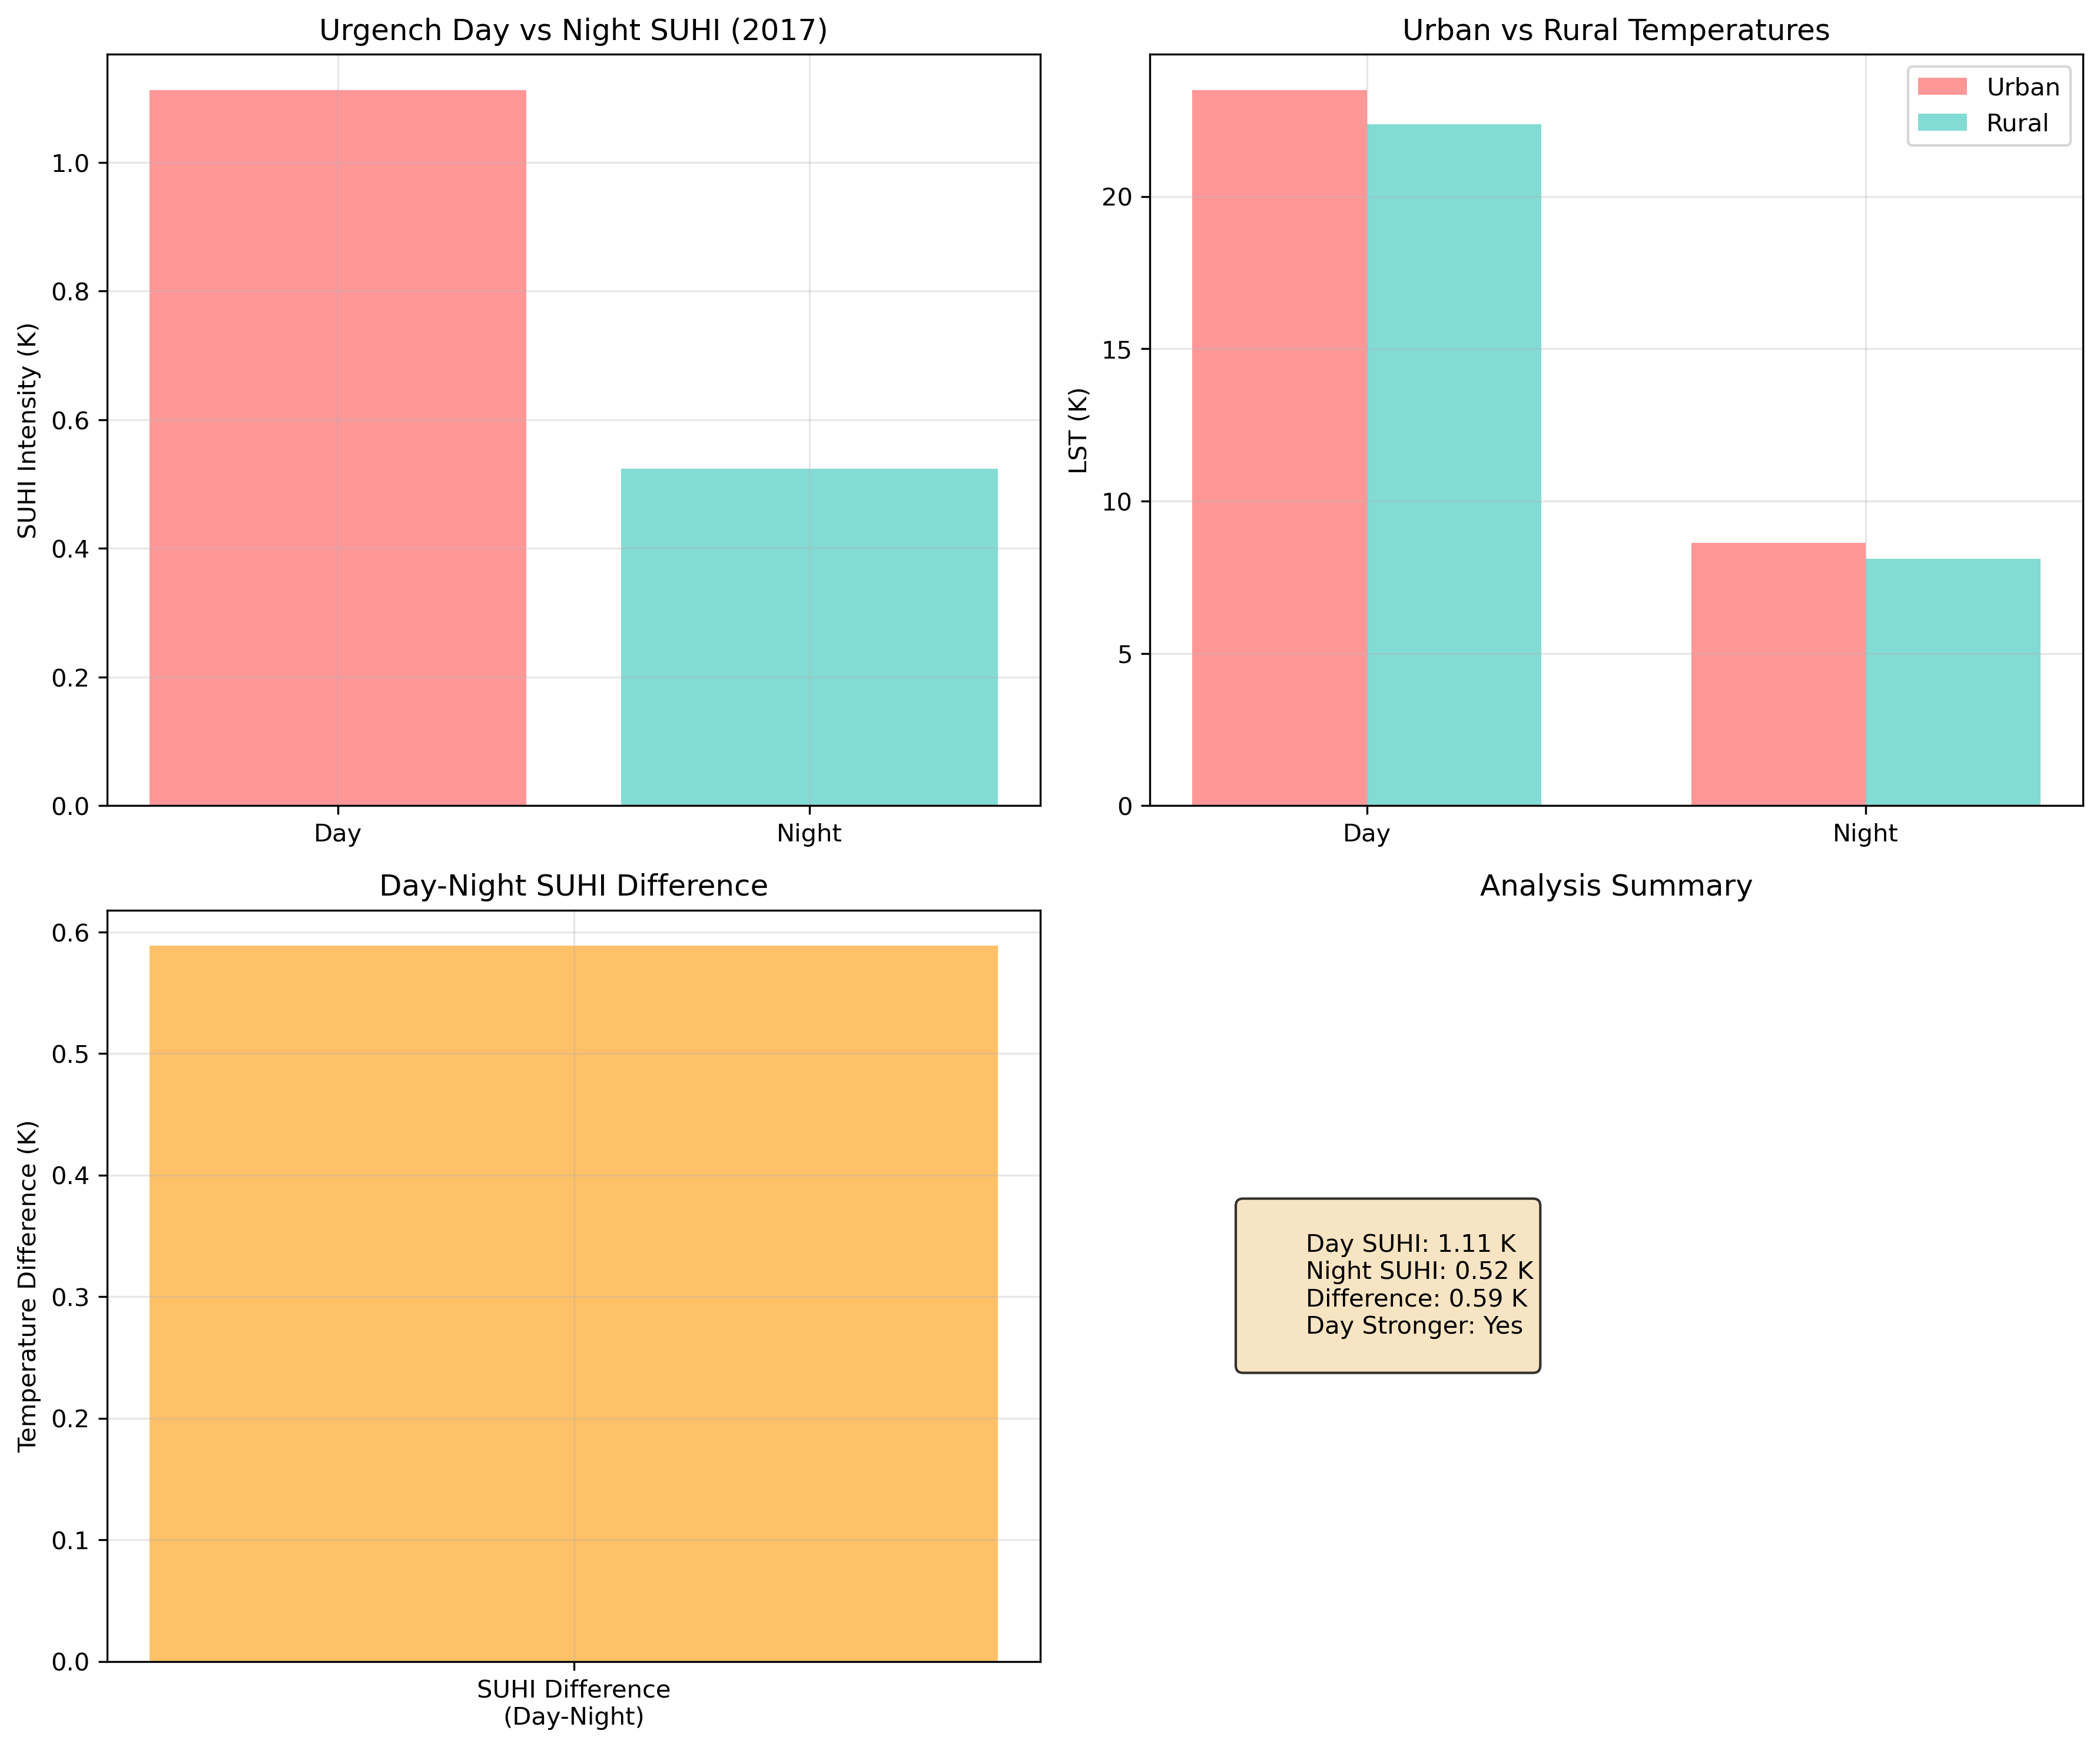 Urgench Day vs Night SUHI (2017)
SUHI Intensity (K)
1.0
0.8
0.6
0.4
0.2
0.0
Day
Night
Urban vs Rural Temperatures
LST (K)
20
15
10
5
0
Day
Night
Urban
Rural
Day-Night SUHI Difference
Temperature Difference (K)
0.6
0.5
0.4
0.3
0.2
0.1
0.0
SUHI Difference
(Day-Night)
Analysis Summary
Day SUHI: 1.11 K
Night SUHI: 0.52 K
Difference: 0.59 K
Day Stronger: Yes